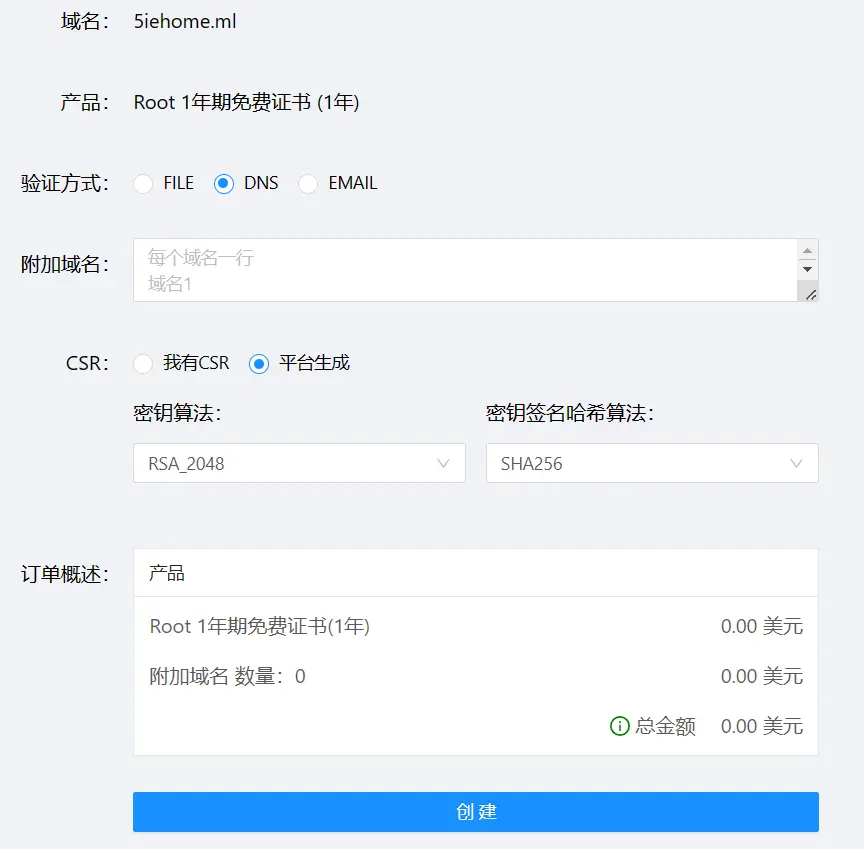 域名： 5iehome.ml
产品： Root 1年期免费证书 (1年)
验证方式： FILE DNS EMAIL
附加域名： 每个域名一行
域名1
CSR： 我有CSR 平台生成
密钥算法： 密钥签名哈希算法：
RSA_2048 SHA256
订单概述： 产品
Root 1年期免费证书(1年) 0.00 美元
附加域名 数量：0 0.00 美元
总金额 0.00 美元
创建